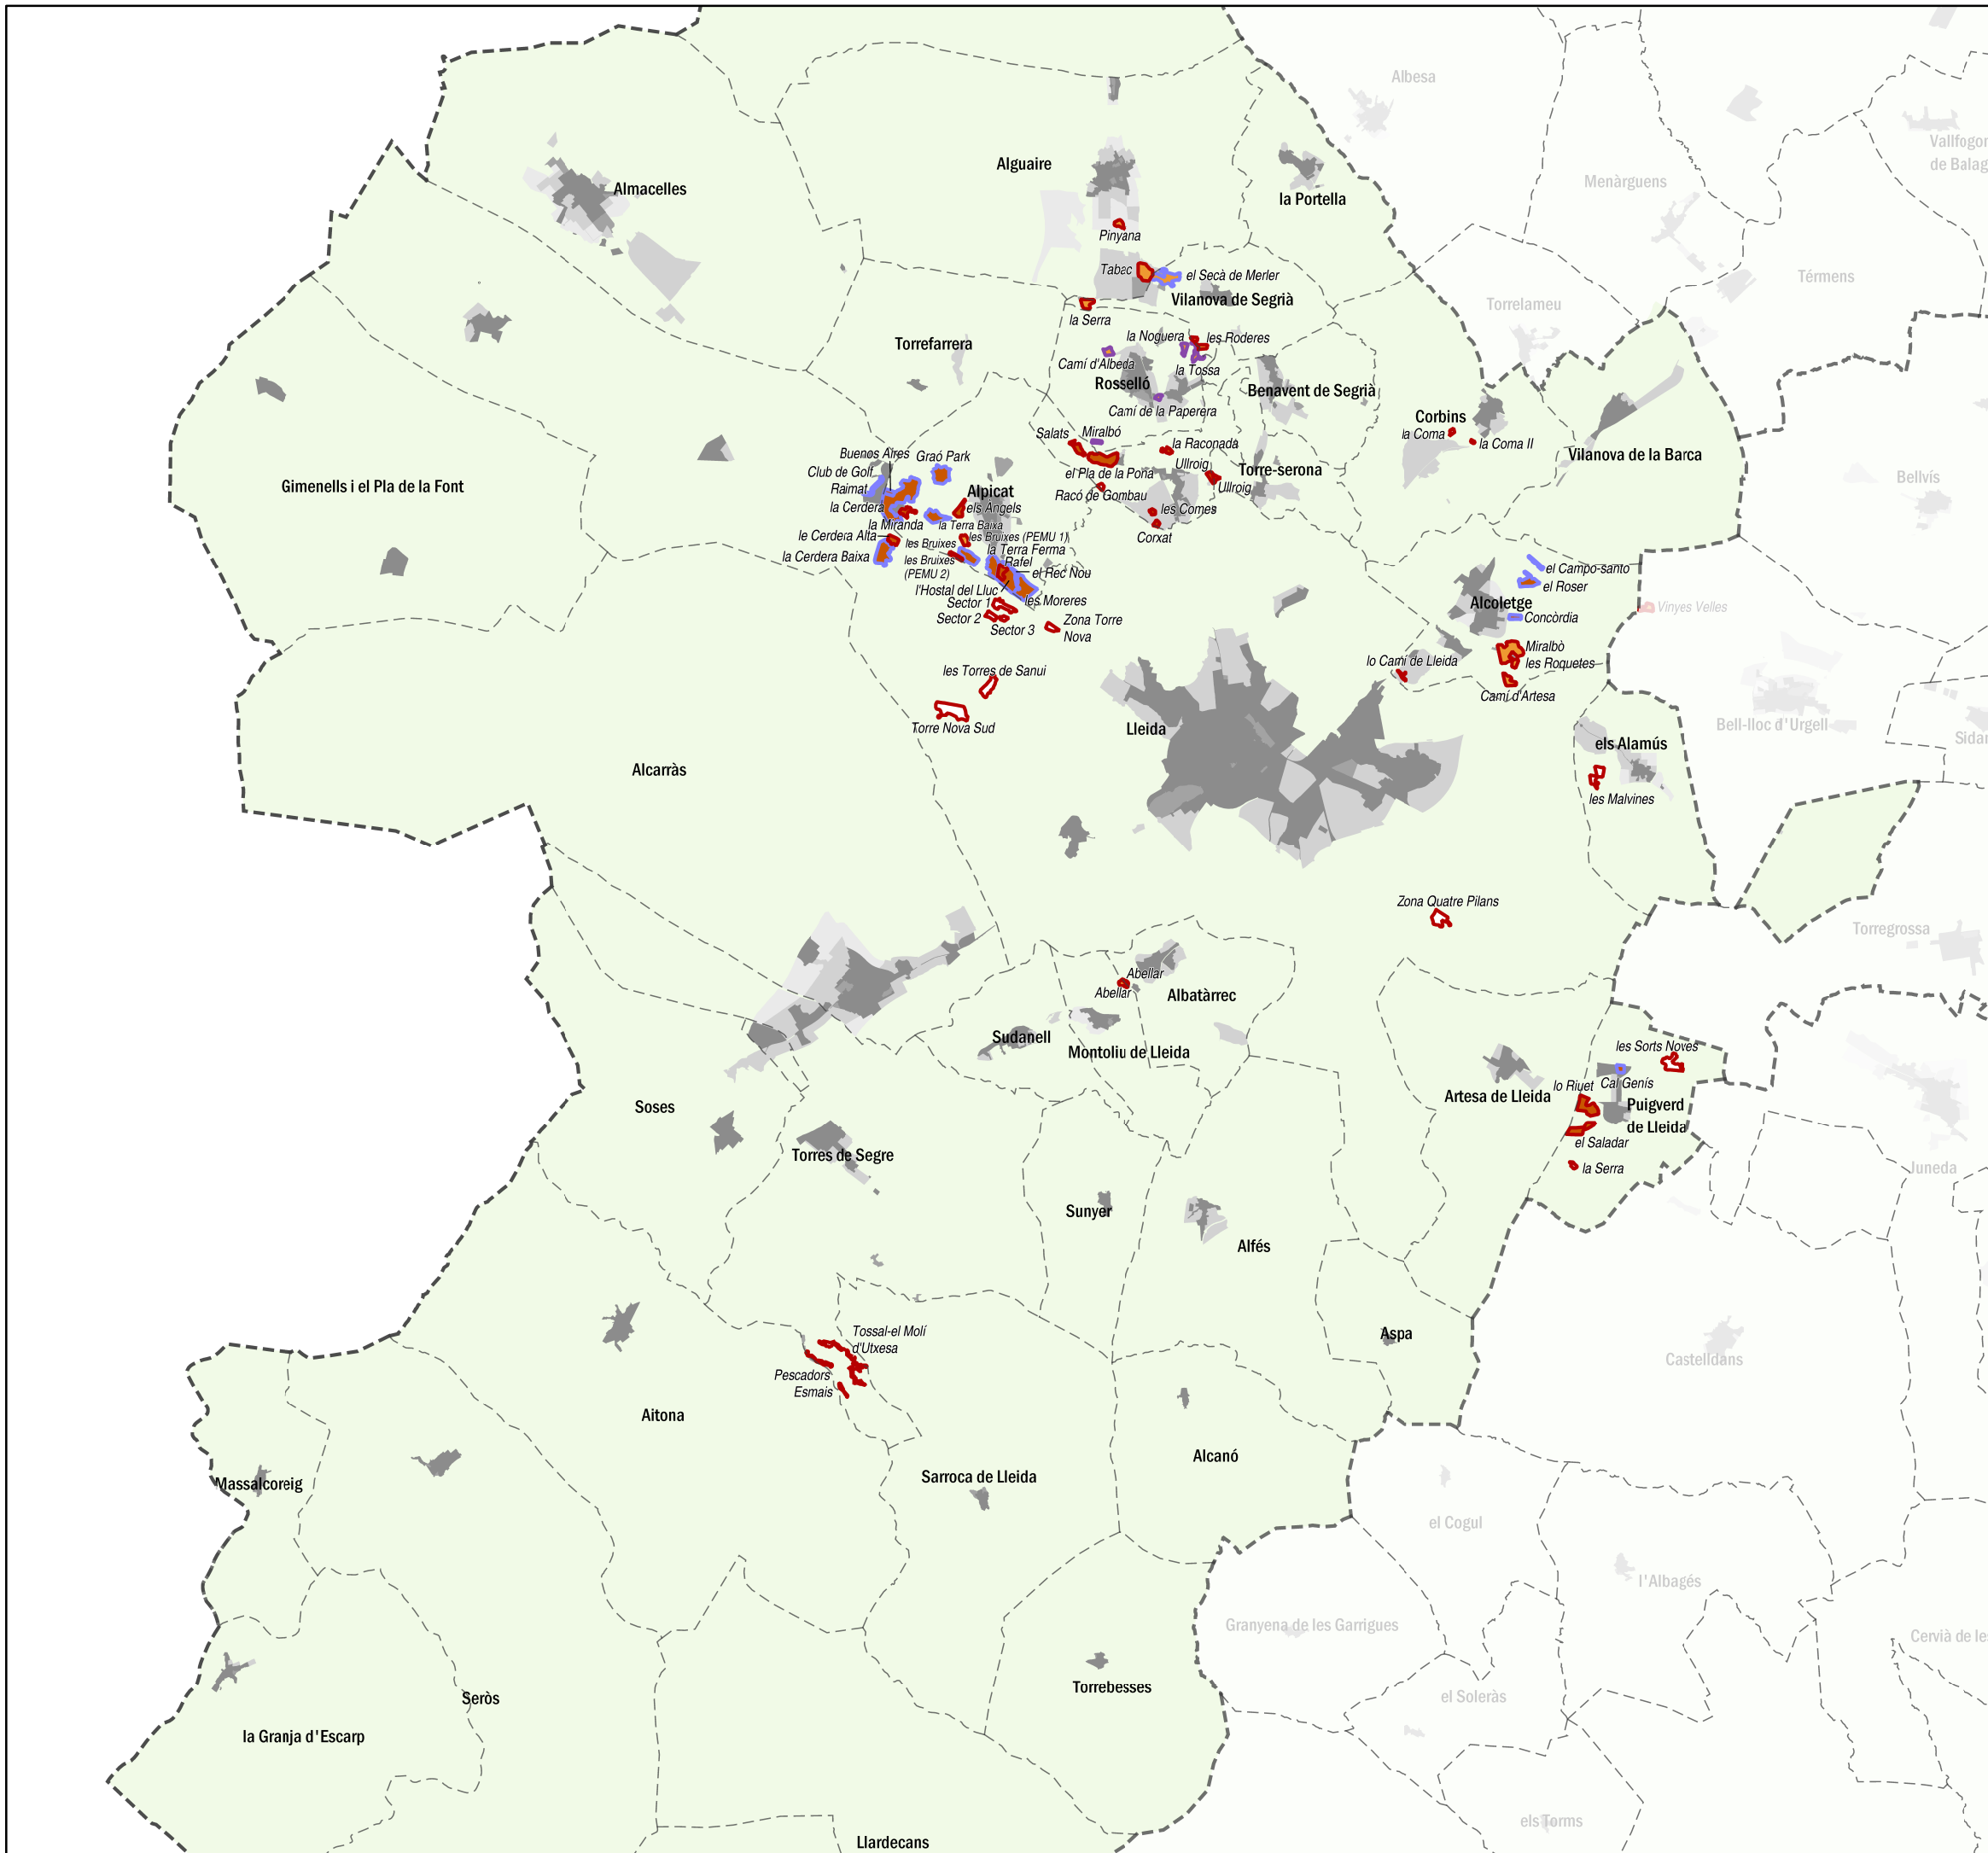 Albesa
Vallfogor
de Balag
Alguaire
Menàrguens
Almacelles
la Portella
Pinyana
Tabac
el Secà de Merler
Térmens
Vilanova de Segrià
Torrelameu
la Serra
la Noguera
les Roderes
Torrefarrera
Camí d'Albeda
la Tossa
Rosselló
Benavent de Segrià
Camí de la Paperera
Corbins
la Coma
la Coma II
Salats
Miralbó
la Raconada
Vilanova de la Barca
Buenos Aires
Graó Park
Ullroig
Torre-serona
Club de Golf
el Pla de la Poña
Bellvís
Gimenells i el Pla de la Font
Raimat
Alpicat
Racó de Gombau
Ullroig
la Cerdera
els Àngels
les Comes
la Miranda
la Terra Baixa
Corxat
le Cerdera Alta
les Bruixes
les Bruixes (PEMU 1)
la Cerdera Baixa
la Terra Ferma
les Bruixes
(PEMU 2)
Rafel
el Rec Nou
el Campo-santo
l'Hostal del Lluc
el Roser
Sector 1
les Moreres
Alcoletge
Vinyes Velles
Sector 2
Sector 3
Zona Torre
Nova
Concòrdia
Miralbò
lo Camí de Lleida
les Roquetes
les Torres de Sanui
Camí d'Artesa
Torre Nova Sud
Lleida
Bell-lloc d'Urgell
Sidar
els Alamús
Alcarràs
les Malvines
Zona Quatre Pilans
Torregrossa
Abellar
Abellar
Albatàrrec
Sudanell
Montoliu de Lleida
les Sorts Noves
lo Riuet
Cal Genís
Soses
Artesa de Lleida
Puigverd
de Lleida
el Saladar
Torres de Segre
la Serra
Juneda
Sunyer
Alfés
Tossal-el Molí
d'Utxesa
Aspa
Castelldans
Pescadors
Esmais
Aitona
Alcanó
Massalcoreig
Sarroca de Lleida
el Cogul
l'Albagés
Granyena de les Garrigues
Cervià de les
Torrebesses
Seròs
el Soleràs
la Granja d'Escarp
els Torms
Llardecans